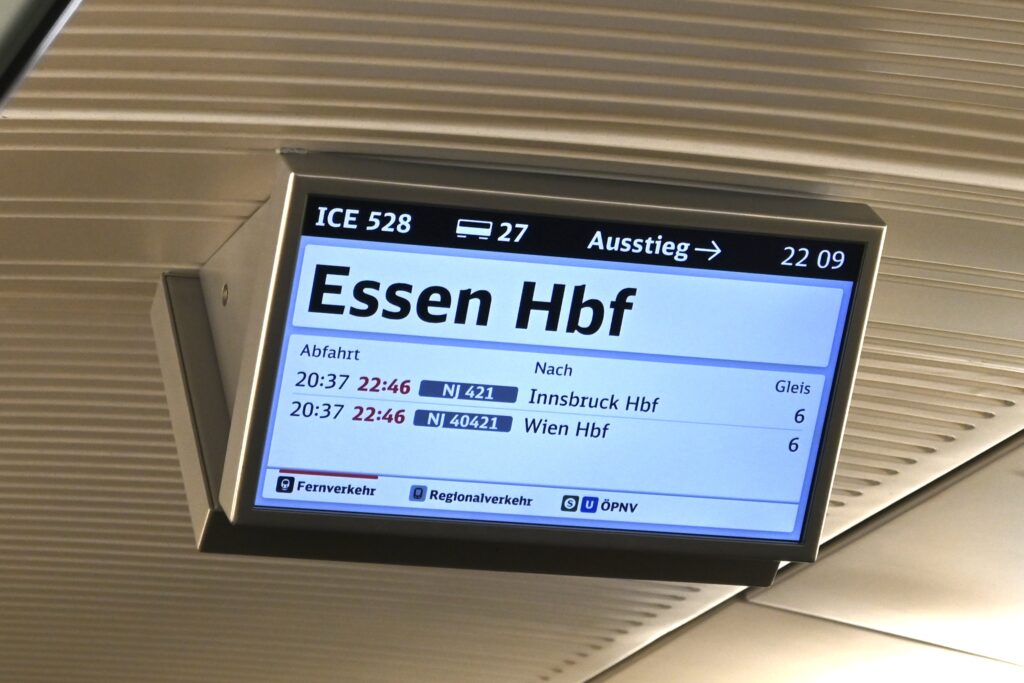 ICE 528 27 Ausstieg → 22 09
Essen Hbf
Abfahrt Nach Gleis
20:37 22:46 NJ 421 Innsbruck Hbf 6
20:37 22:46 NJ 40421 Wien Hbf 6
Fernverkehr Regionalverkehr S U ÖPNV